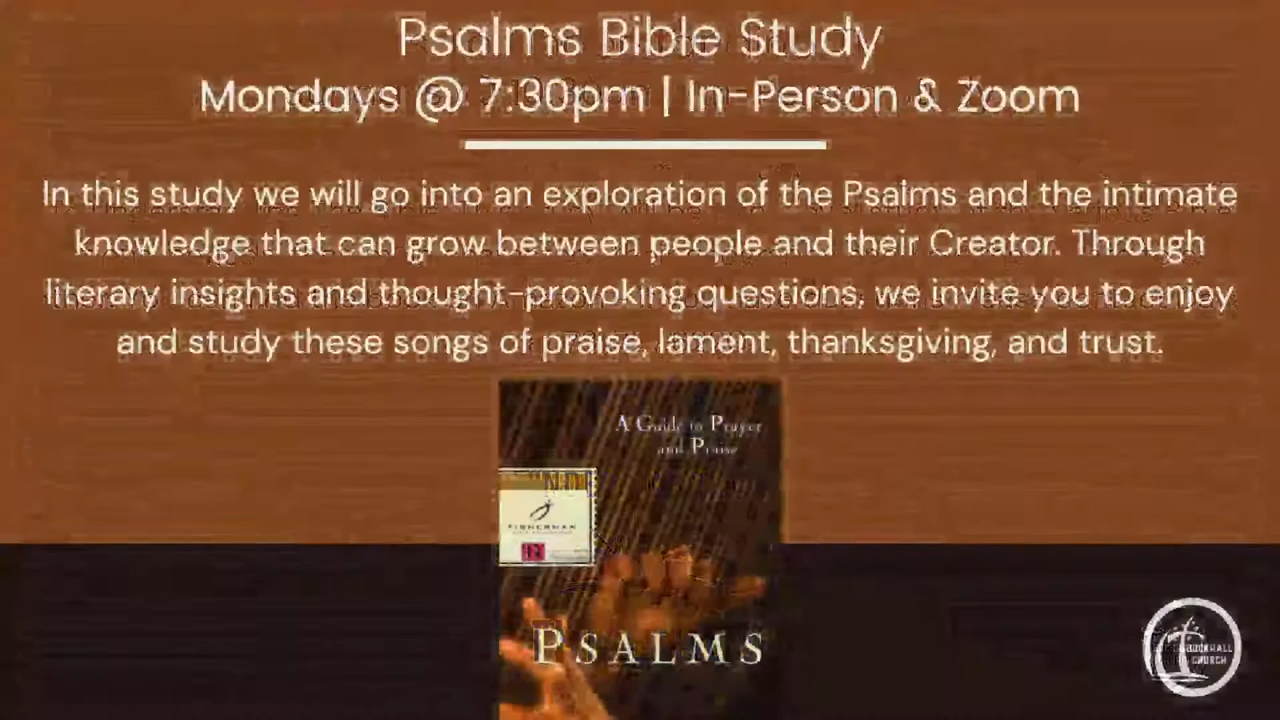 Psalms Bible Study
Mondays @ 7:30pm | In-Person & Zoom
In this study we will go into an exploration of the Psalms and the intimate
knowledge that can grow between people and their Creator. Through
literary insights and thought-provoking questions, we invite you to enjoy
and study these songs of praise, lament, thanksgiving, and trust.
A Guide to Prayer
and Praise
FISHERMAN
12
PSALMS
CHURCH